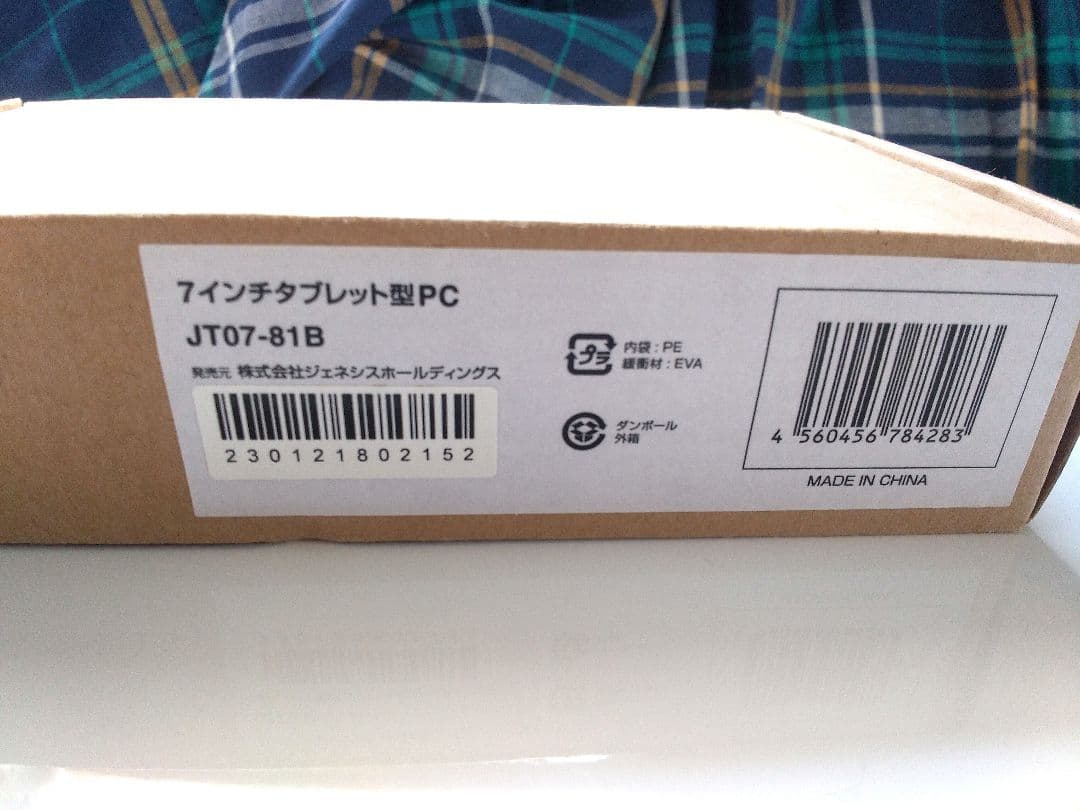 7インチタブレット型PC
JT07-81B
発売元 株式会社ジェネシスホールディングス
230121802152
プラ
内袋 : PE
緩衝材 : EVA
ダンボール
外箱
4 560456 784283
MADE IN CHINA